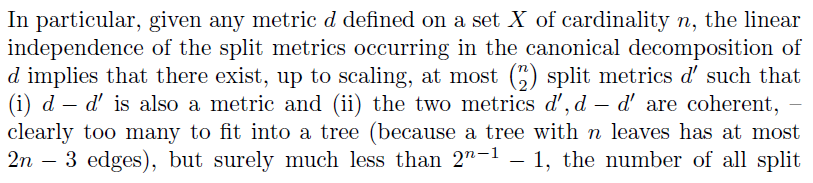 In particular, given any metric d defined on a set X of cardinality n, the linear
independence of the split metrics occurring in the canonical decomposition of
d implies that there exist, up to scaling, at most $\binom{n}{2}$ split metrics d′ such that
(i) d − d′ is also a metric and (ii) the two metrics d′, d − d′ are coherent, –
clearly too many to fit into a tree (because a tree with n leaves has at most
2n − 3 edges), but surely much less than $2^{n-1}$ − 1, the number of all split